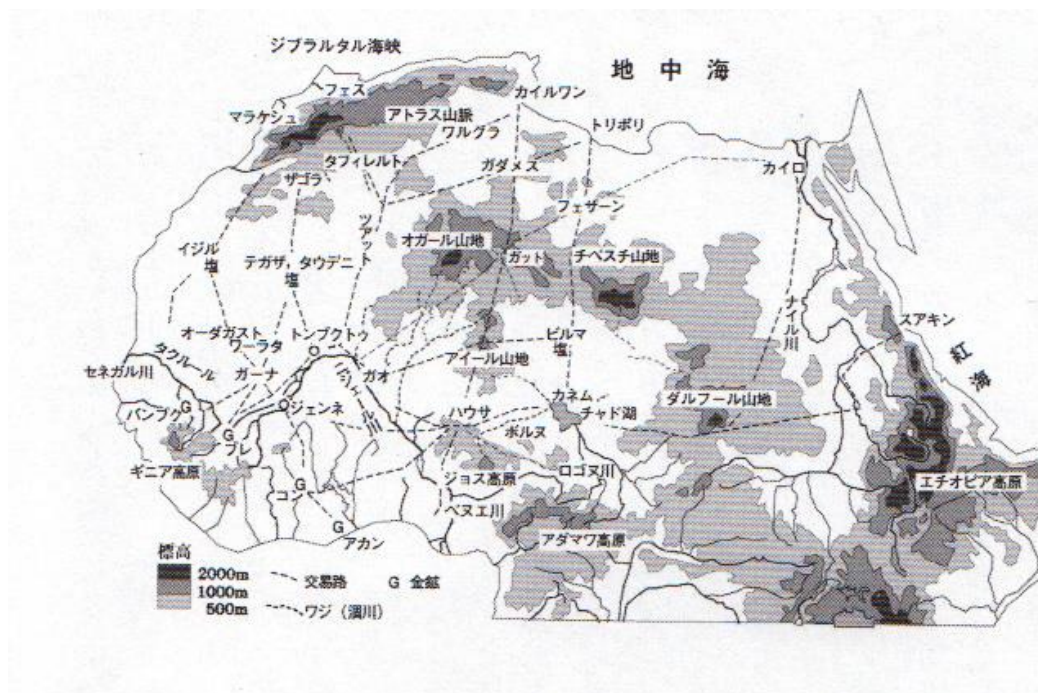 ジブラルタル海峡
地中海
フェス
カイルワン
マラケシュ
アトラス山脈
トリポリ
ワルグラ
タフィレルト
ガダメス
カイロ
ザゴラ
フェザーン
ツアット
イジル
塩
テガザ,タウデニ
塩
オガール山地
ガット
チベスチ山地
ナイル川
スアキン
紅海
オーダガスト
トンブクトゥ
ワーラタ
ビルマ
塩
タクルール
アイール山地
セネガル川
ガーナ
ガオ
カネム
ダルフール山地
バンブク
G
ジェンネ
ハウサ
チャド湖
G
ブレ
ボルヌ
ギニア高原
G
コン
ジョス高原
ロゴヌ川
エチオピア高原
ベヌエ川
G
アカン
アダマワ高原
標高
2000m
1000m
500m
交易路
G 金鉱
ワジ(涸川)